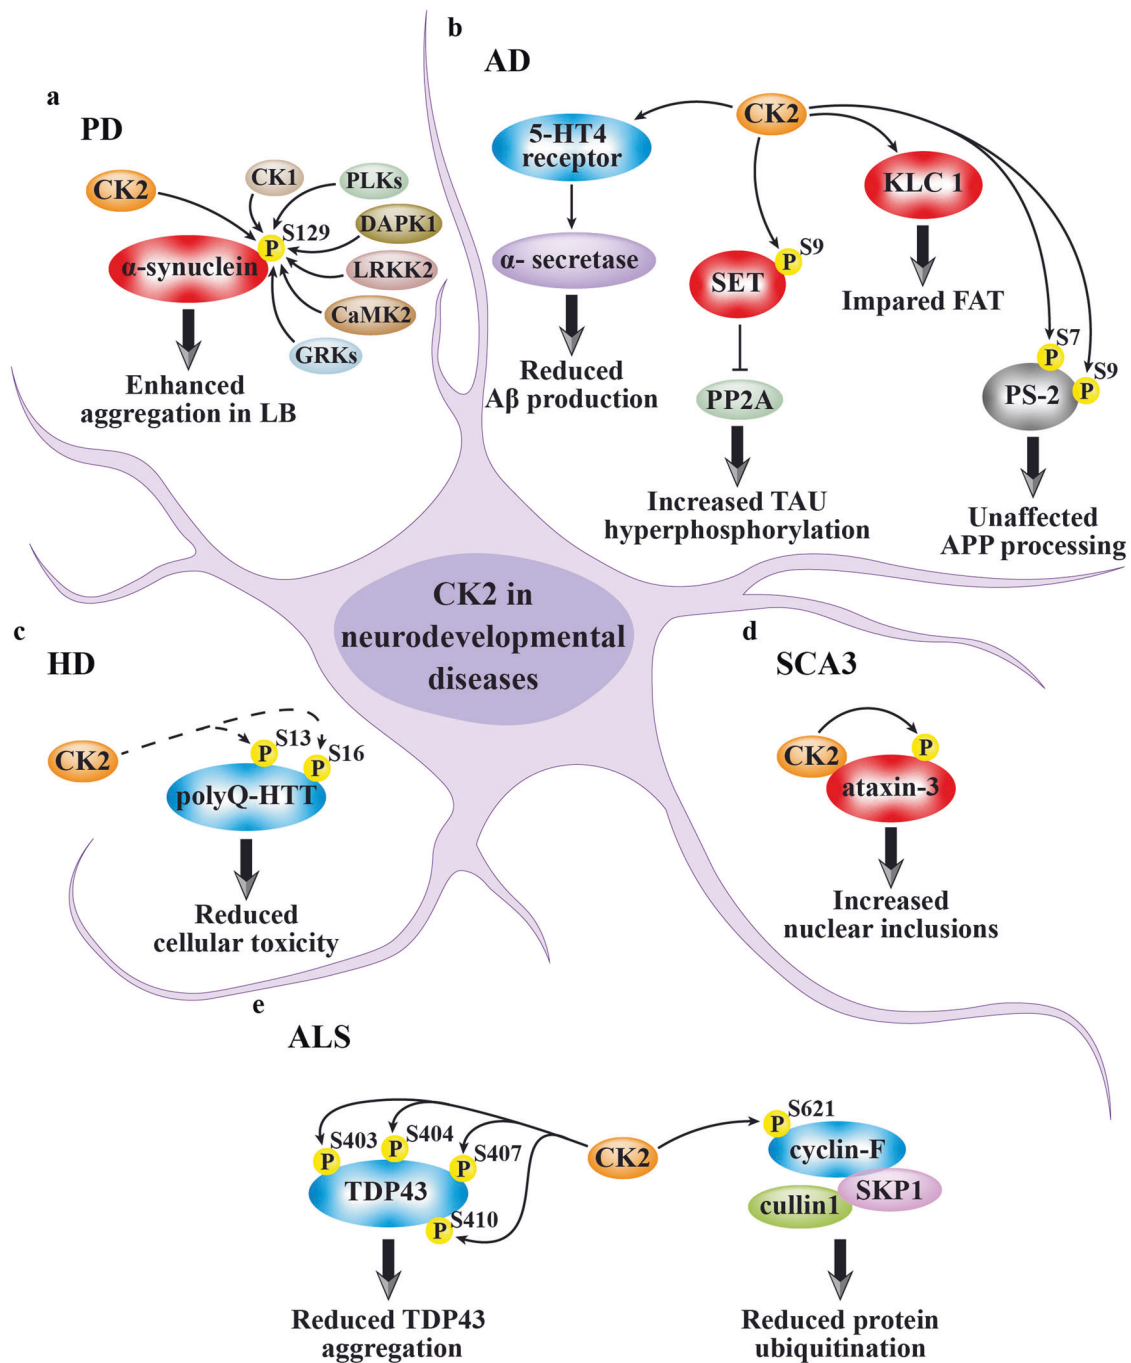 a
PD
CK2
CK1
PLKs
S129
P
DAPK1
α-synuclein
LRKK2
CaMK2
GRKs
Enhanced
aggregation in LB
b
AD
CK2
5-HT4
receptor
KLC 1
α- secretase
S9
P
SET
Impared FAT
Reduced
Aβ production
PP2A
S7
P
S9
P
PS-2
Increased TAU
hyperphosphorylation
Unaffected
APP processing
CK2 in
neurodevelopmental
diseases
c
HD
CK2
S13
P
S16
P
polyQ-HTT
Reduced
cellular toxicity
d
SCA3
CK2
P
ataxin-3
Increased
nuclear inclusions
e
ALS
S403
P
S404
P
S407
P
TDP43
S410
P
CK2
S621
P
cyclin-F
SKP1
cullin1
Reduced TDP43
aggregation
Reduced protein
ubiquitination